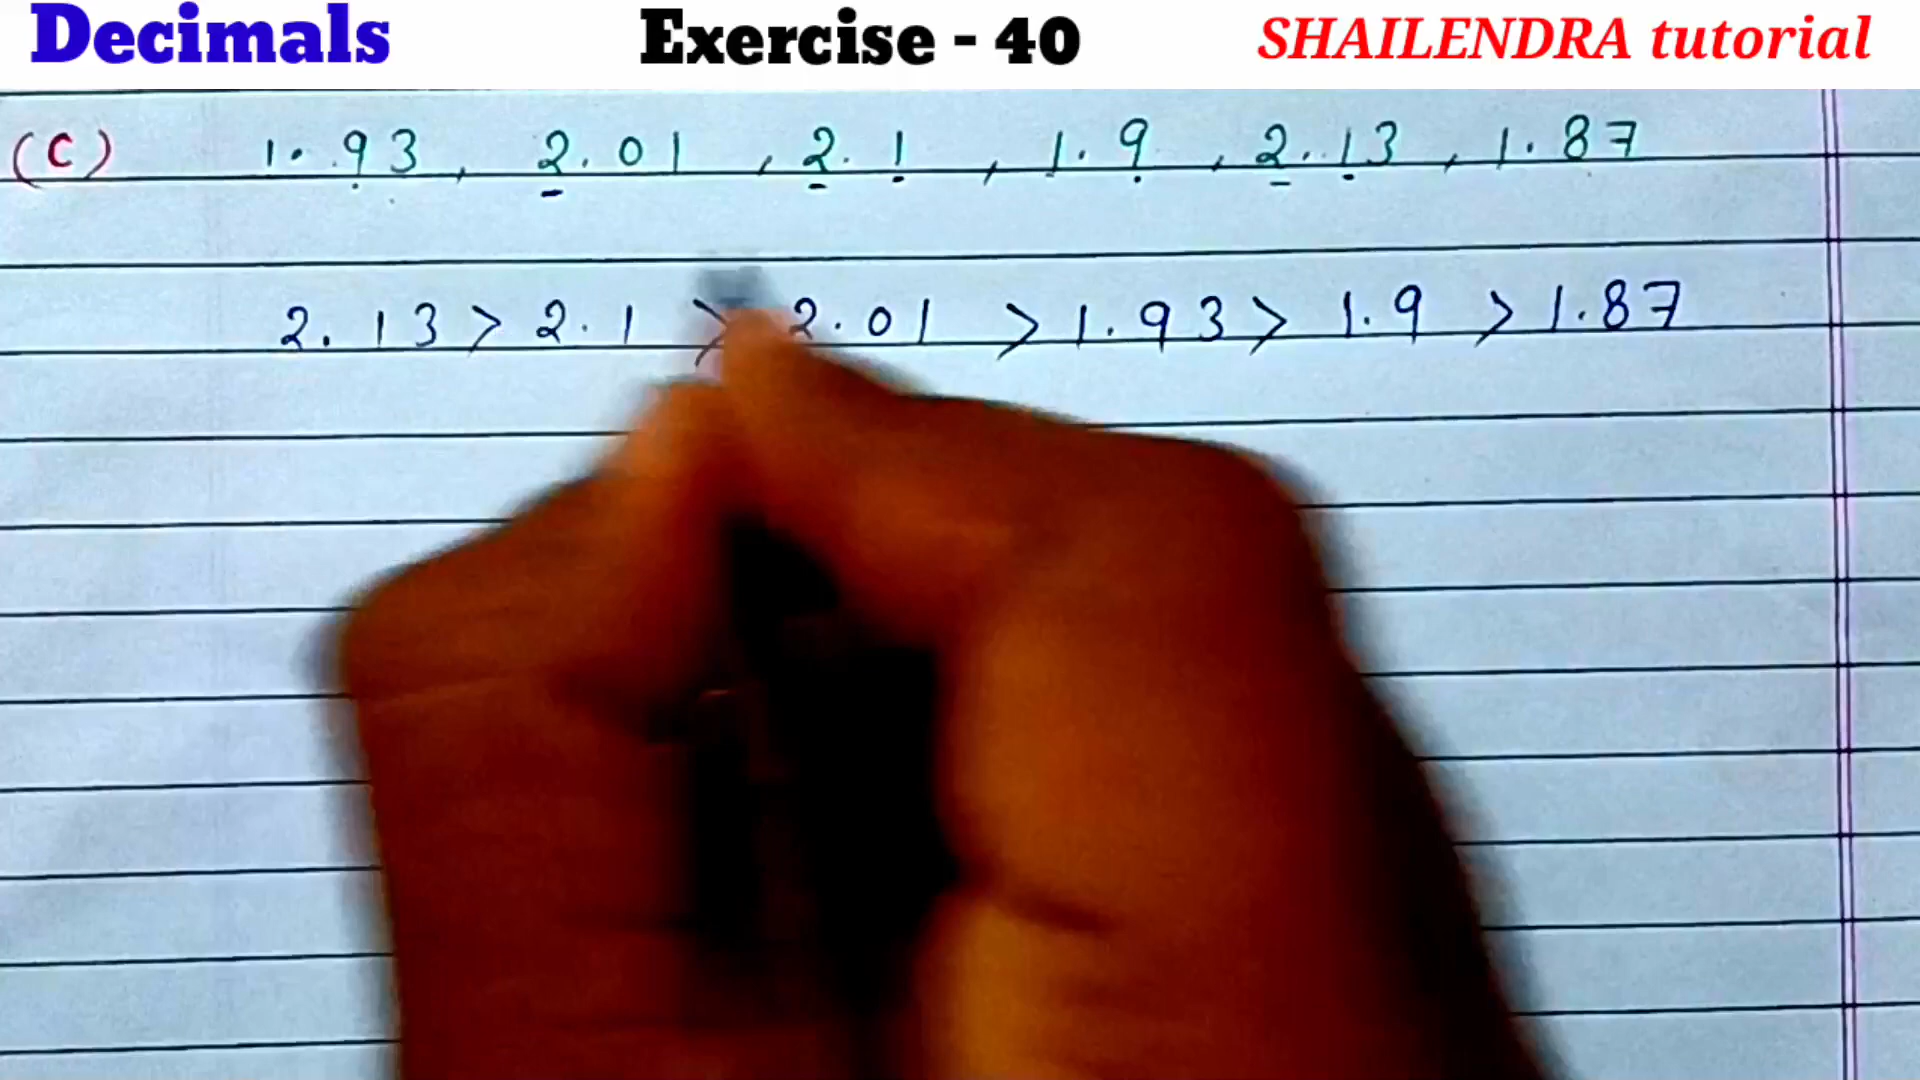 Decimals Exercise - 40 SHAILENDRA tutorial
(C) 1.93, 2.01, 2.1, 1.9, 2.13, 1.87
2.13 > 2.1 > 2.01 > 1.93 > 1.9 > 1.87